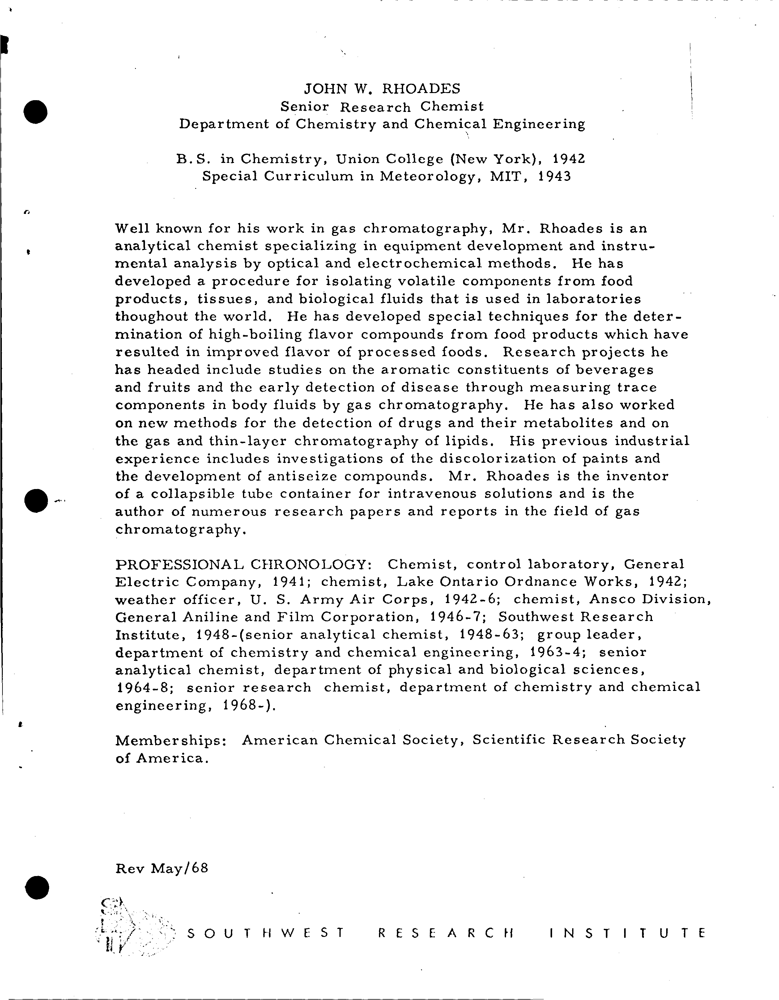 JOHN W. RHOADES
Senior Research Chemist
Department of Chemistry and Chemical Engineering
B.S. in Chemistry, Union College (New York), 1942
Special Curriculum in Meteorology, MIT, 1943
Well known for his work in gas chromatography, Mr. Rhoades is an
analytical chemist specializing in equipment development and instru-
mental analysis by optical and electrochemical methods. He has
developed a procedure for isolating volatile components from food
products, tissues, and biological fluids that is used in laboratories
thoughout the world. He has developed special techniques for the deter-
mination of high-boiling flavor compounds from food products which have
resulted in improved flavor of processed foods. Research projects he
has headed include studies on the aromatic constituents of beverages
and fruits and the early detection of disease through measuring trace
components in body fluids by gas chromatography. He has also worked
on new methods for the detection of drugs and their metabolites and on
the gas and thin-layer chromatography of lipids. His previous industrial
experience includes investigations of the discolorization of paints and
the development of antiseize compounds. Mr. Rhoades is the inventor
of a collapsible tube container for intravenous solutions and is the
author of numerous research papers and reports in the field of gas
chromatography.
PROFESSIONAL CHRONOLOGY: Chemist, control laboratory, General
Electric Company, 1941; chemist, Lake Ontario Ordnance Works, 1942;
weather officer, U. S. Army Air Corps, 1942-6; chemist, Ansco Division,
General Aniline and Film Corporation, 1946-7; Southwest Research
Institute, 1948-(senior analytical chemist, 1948-63; group leader,
department of chemistry and chemical engineering, 1963-4; senior
analytical chemist, department of physical and biological sciences,
1964-8; senior research chemist, department of chemistry and chemical
engineering, 1968-).
Memberships: American Chemical Society, Scientific Research Society
of America.
Rev May/68
SOUTHWEST RESEARCH INSTITUTE